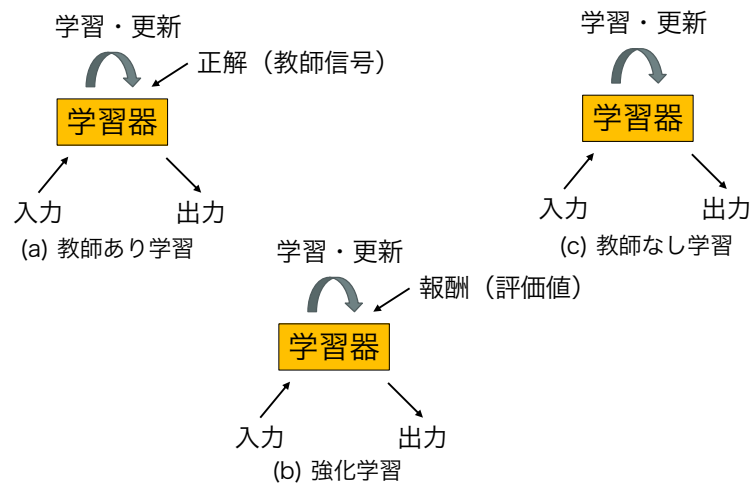 学習・更新
正解（教師信号）
学習器
入力
出力
(a) 教師あり学習
学習・更新
報酬（評価値）
学習器
入力
出力
(b) 強化学習
学習・更新
学習器
入力
出力
(c) 教師なし学習